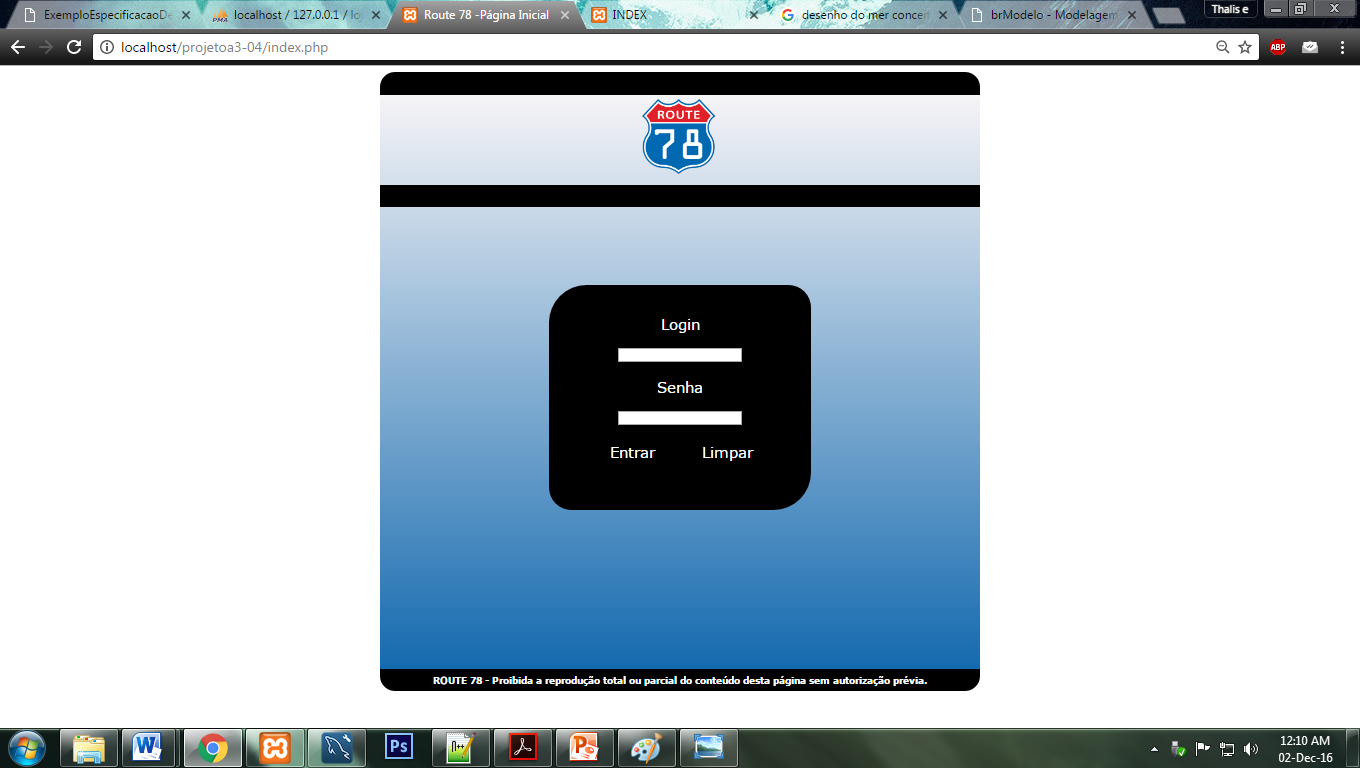 ExemploEspecificacaoDe
localhost / 127.0.0.1 / lo
Route 78 -Página Inicial
INDEX
desenho do mer concei
brModelo - Modelagem
Thalis e
localhost/projetoa3-04/index.php
ABP
ROUTE
78
Login
Senha
Entrar Limpar
ROUTE 78 - Proibida a reprodução total ou parcial do conteúdo desta página sem autorização prévia.
12:10 AM
02-Dec-16